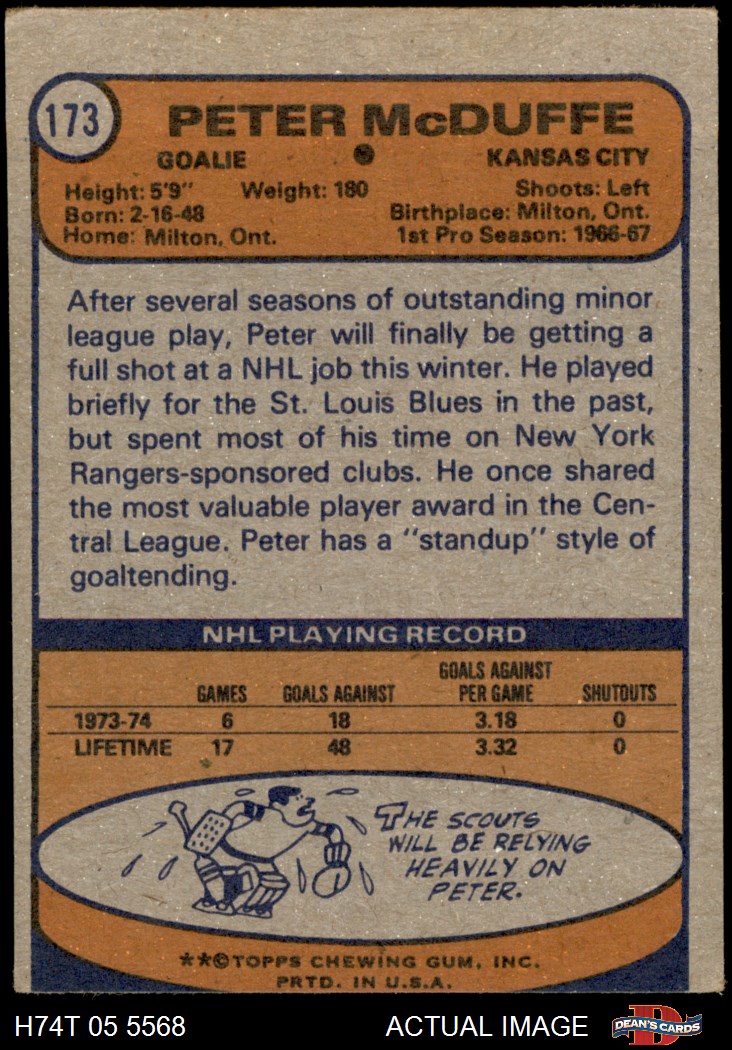 173
PETER McDUFFE
GOALIE KANSAS CITY
Height: 5'9" Weight: 180 Shoots: Left
Born: 2-16-48 Birthplace: Milton, Ont.
Home: Milton, Ont. 1st Pro Season: 1966-67
After several seasons of outstanding minor
league play, Peter will finally be getting a
full shot at a NHL job this winter. He played
briefly for the St. Louis Blues in the past,
but spent most of his time on New York
Rangers-sponsored clubs. He once shared
the most valuable player award in the Cen-
tral League. Peter has a "standup" style of
goaltending.
NHL PLAYING RECORD
GAMES GOALS AGAINST GOALS AGAINST PER GAME SHUTOUTS
1973-74 6 18 3.18 0
LIFETIME 17 48 3.32 0
THE SCOUTS
WILL BE RELYING
HEAVILY ON
PETER.
**©TOPPS CHEWING GUM, INC.
PRTD. IN U.S.A.
H74T 05 5568 ACTUAL IMAGE D DEAN'S CARDS